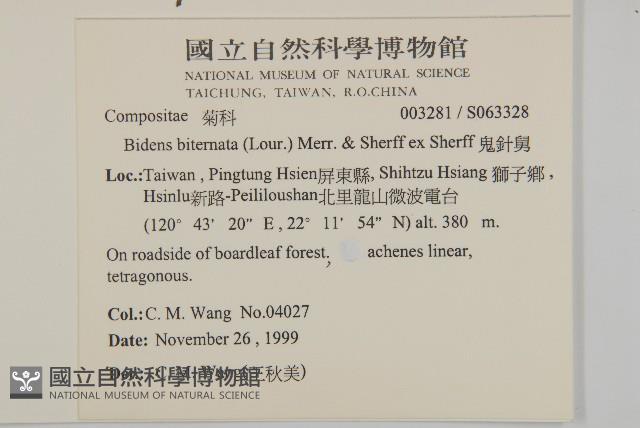 國立自然科學博物館
NATIONAL MUSEUM OF NATURAL SCIENCE
TAICHUNG, TAIWAN, R.O.CHINA
Compositae 菊科 003281 / S063328
Bidens biternata (Lour.) Merr. & Sherff ex Sherff 鬼針舅
Loc.:Taiwan , Pingtung Hsien屏東縣, Shihtzu Hsiang 獅子鄉 ,
Hsinlu新路-Peililoushan北里龍山微波電台
(120° 43' 20" E , 22° 11' 54" N) alt. 380 m.
On roadside of boardleaf forest, achenes linear,
tetragonous.
Col.: C. M. Wang No.04027
Date: November 26 , 1999
Det.: C. M. Wang(王秋美)
國立自然科學博物館
NATIONAL MUSEUM OF NATURAL SCIENCE